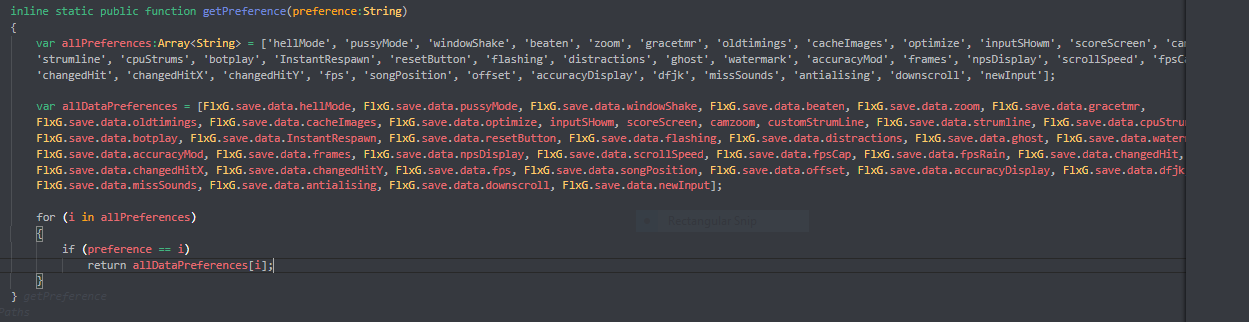 inline static public function getPreference(preference:String)
{
var allPreferences:Array<String> = ['hellMode', 'pussyMode', 'windowShake', 'beaten', 'zoom', 'gracetmr', 'oldtimings', 'cacheImages', 'optimize', 'inputSHowm', 'scoreScreen', 'cam
'strumline', 'cpuStrums', 'botplay', 'InstantRespawn', 'resetButton', 'flashing', 'distractions', 'ghost', 'watermark', 'accuracyMod', 'frames', 'npsDisplay', 'scrollSpeed', 'fpsCa
'changedHit', 'changedHitX', 'changedHitY', 'fps', 'songPosition', 'offset', 'accuracyDisplay', 'dfjk', 'missSounds', 'antialising', 'downscroll', 'newInput'];
var allDataPreferences = [FlxG.save.data.hellMode, FlxG.save.data.pussyMode, FlxG.save.data.windowShake, FlxG.save.data.beaten, FlxG.save.data.zoom, FlxG.save.data.gracetmr,
FlxG.save.data.oldtimings, FlxG.save.data.cacheImages, FlxG.save.data.optimize, inputSHowm, scoreScreen, camzoom, customStrumLine, FlxG.save.data.strumline, FlxG.save.data.cpuStrum
FlxG.save.data.botplay, FlxG.save.data.InstantRespawn, FlxG.save.data.resetButton, FlxG.save.data.flashing, FlxG.save.data.distractions, FlxG.save.data.ghost, FlxG.save.data.water
FlxG.save.data.accuracyMod, FlxG.save.data.frames, FlxG.save.data.npsDisplay, FlxG.save.data.scrollSpeed, FlxG.save.data.fpsCap, FlxG.save.data.fpsRain, FlxG.save.data.changedHit,
FlxG.save.data.changedHitX, FlxG.save.data.changedHitY, FlxG.save.data.fps, FlxG.save.data.songPosition, FlxG.save.data.offset, FlxG.save.data.accuracyDisplay, FlxG.save.data.dfjk
FlxG.save.data.missSounds, FlxG.save.data.antialising, FlxG.save.data.downscroll, FlxG.save.data.newInput];
for (i in allPreferences)
Rectangular Snip
{
if (preference == i)
return allDataPreferences[i];
}
} getPreference
Paths